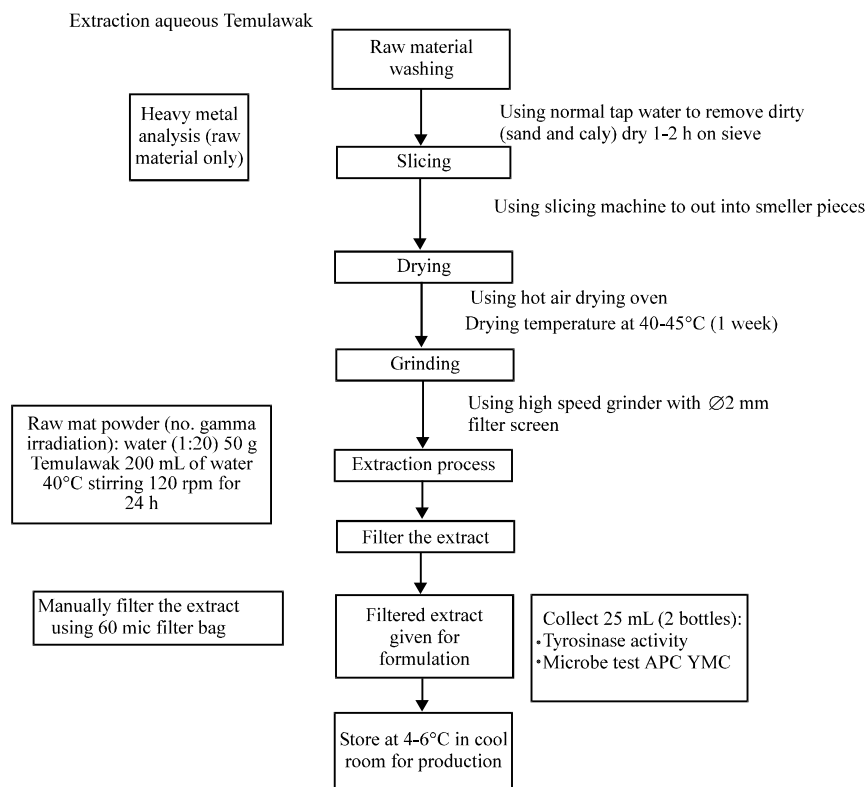 Extraction aqueous Temulawak
Raw material
washing
Heavy metal
analysis (raw
material only)
Using normal tap water to remove dirty
(sand and caly) dry 1-2 h on sieve
Slicing
Using slicing machine to out into smeller pieces
Drying
Using hot air drying oven
Drying temperature at 40-45°C (1 week)
Grinding
Using high speed grinder with ∅2 mm
filter screen
Raw mat powder (no. gamma
irradiation): water (1:20) 50 g
Temulawak 200 mL of water
40°C stirring 120 rpm for
24 h
Extraction process
Filter the extract
Manually filter the extract
using 60 mic filter bag
Filtered extract
given for
formulation
Collect 25 mL (2 bottles):
• Tyrosinase activity
• Microbe test APC YMC
Store at 4-6°C in cool
room for production